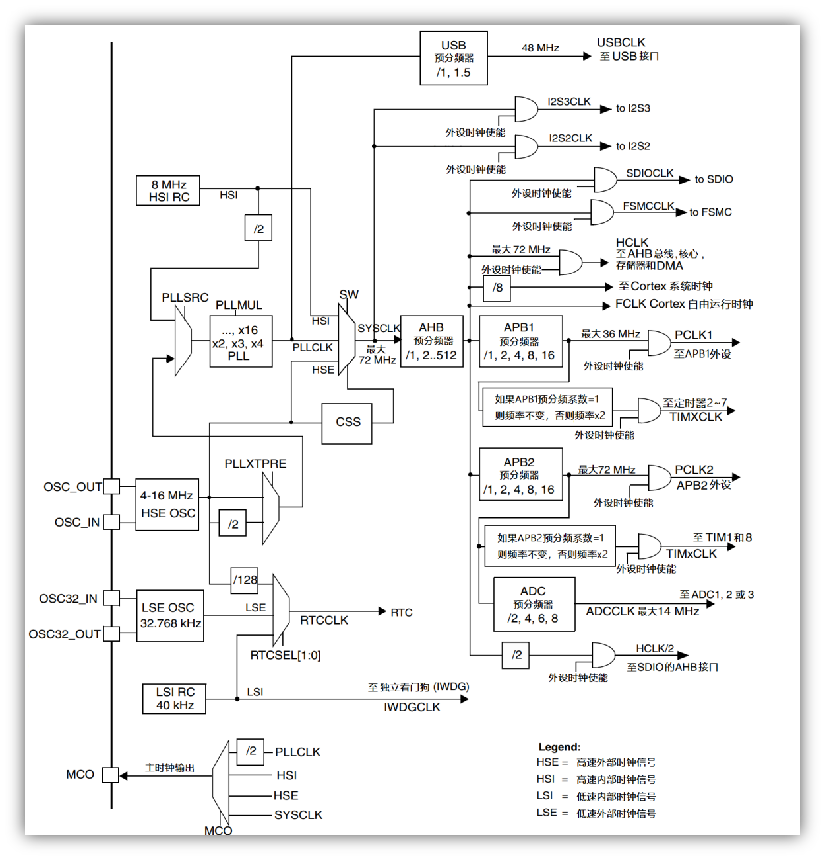 USB
预分频器
/1, 1.5
48 MHz
USBCLK
至 USB 接口
I2S3CLK
to I2S3
外设时钟使能
I2S2CLK
to I2S2
外设时钟使能
SDIOCLK
to SDIO
外设时钟使能
FSMCCLK
to FSMC
外设时钟使能
8 MHz
HSI RC
HSI
/2
最大 72 MHz
HCLK
至 AHB 总线, 核心 ,
存储器和DMA
外设时钟使能
/8
至 Cortex 系统时钟
FCLK Cortex 自由运行时钟
PLLSRC
PLLMUL
..., x16
x2, x3, x4
PLL
SW
HSI
PLLCLK
HSE
SYSCLK
最大
72 MHz
AHB
预分频器
/1, 2..512
APB1
预分频器
/1, 2, 4, 8, 16
最大36 MHz
PCLK1
至APB1外设
外设时钟使能
CSS
如果APB1预分频系数=1
则频率不变，否则频率x2
至定时器2~7
TIMXCLK
外设时钟使能
PLLXTPRE
OSC_OUT
OSC_IN
4-16 MHz
HSE OSC
/2
APB2
预分频器
/1, 2, 4, 8, 16
最大72 MHz
PCLK2
APB2外设
外设时钟使能
如果APB2预分频系数=1
则频率不变，否则频率x2
至 TIM1和8
TIMxCLK
外设时钟使能
/128
OSC32_IN
OSC32_OUT
LSE OSC
32.768 kHz
LSE
RTCCLK
RTC
RTCSEL[1:0]
ADC
预分频器
/2, 4, 6, 8
至 ADC1, 2 或 3
ADCCLK 最大14 MHz
/2
HCLK/2
至SDIO的AHB 接口
外设时钟使能
LSI RC
40 kHz
LSI
至 独立看门狗 (IWDG)
IWDGCLK
MCO
主时钟输出
/2
PLLCLK
HSI
HSE
SYSCLK
MCO
Legend:
HSE = 高速外部时钟信号
HSI = 高速内部时钟信号
LSI = 低速内部时钟信号
LSE = 低速外部时钟信号